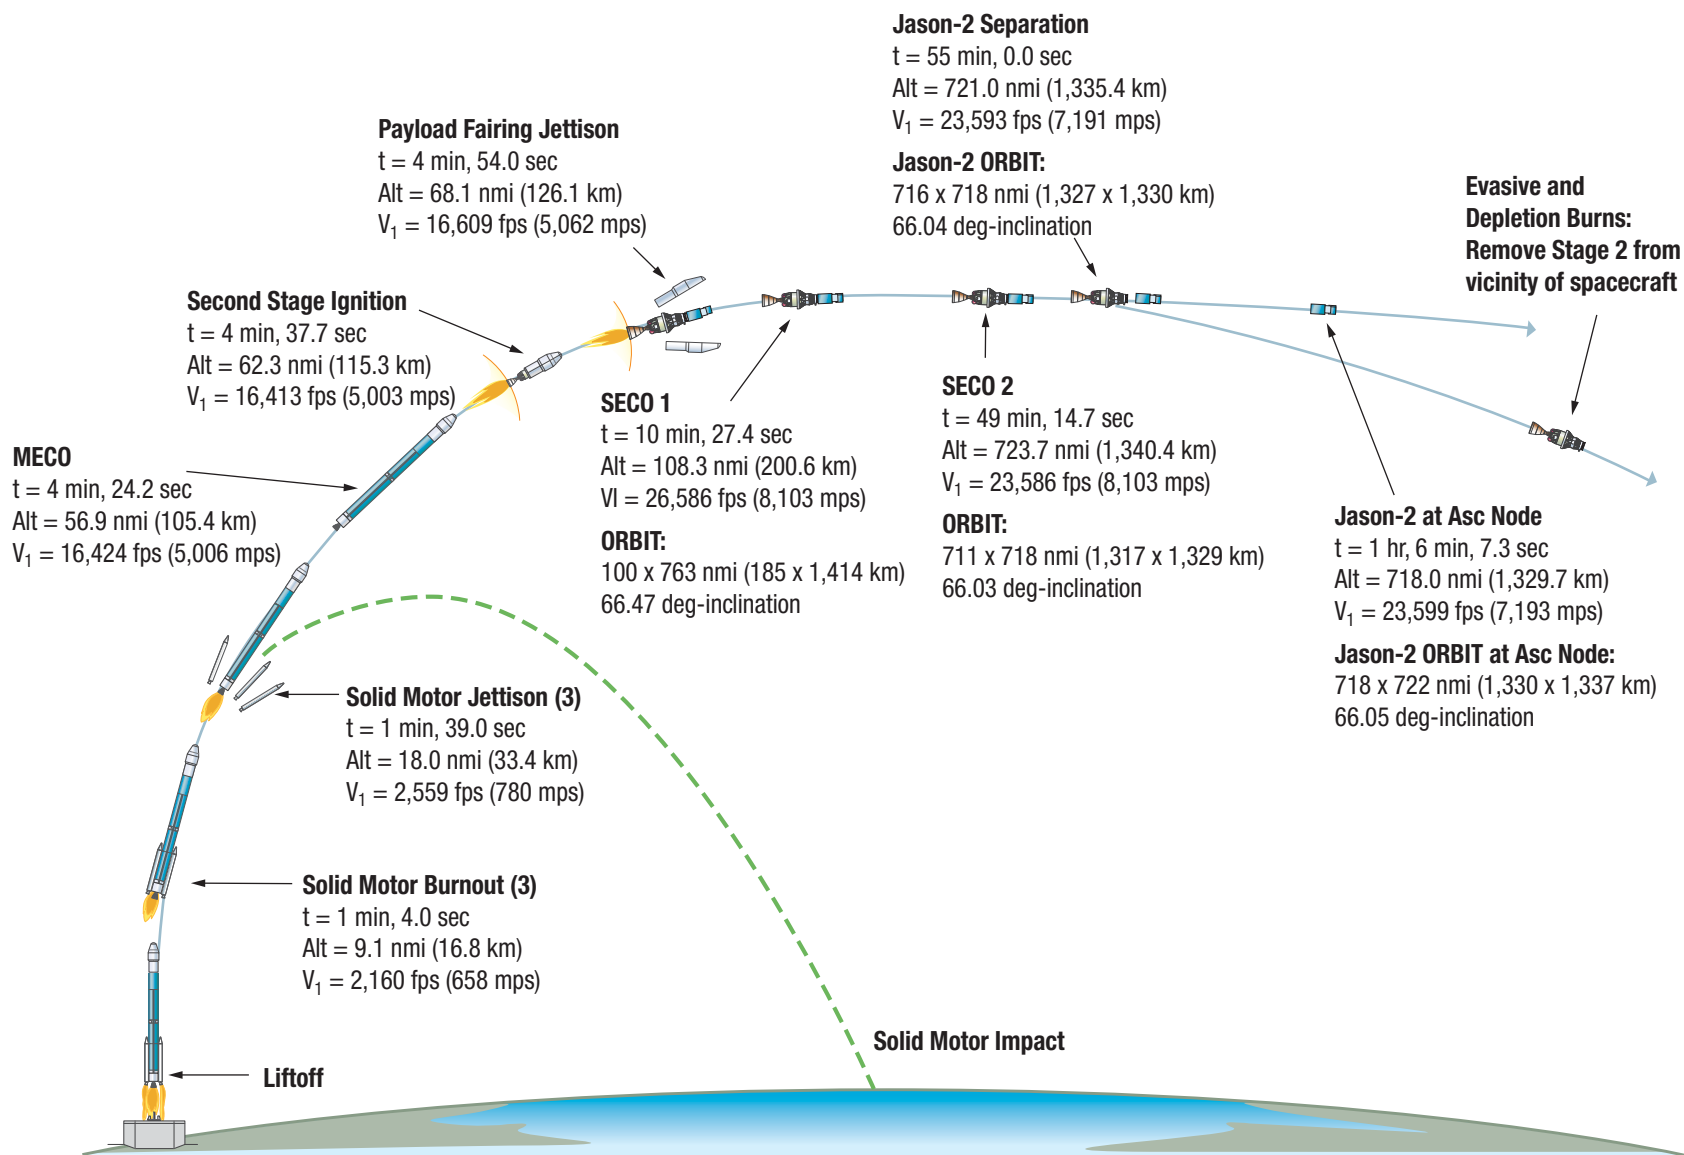 Jason-2 Separation
t = 55 min, 0.0 sec
Alt = 721.0 nmi (1,335.4 km)
V1 = 23,593 fps (7,191 mps)
Jason-2 ORBIT:
716 x 718 nmi (1,327 x 1,330 km)
66.04 deg-inclination
Payload Fairing Jettison
t = 4 min, 54.0 sec
Alt = 68.1 nmi (126.1 km)
V1 = 16,609 fps (5,062 mps)
Evasive and
Depletion Burns:
Remove Stage 2 from
vicinity of spacecraft
Second Stage Ignition
t = 4 min, 37.7 sec
Alt = 62.3 nmi (115.3 km)
V1 = 16,413 fps (5,003 mps)
SECO 1
t = 10 min, 27.4 sec
Alt = 108.3 nmi (200.6 km)
VI = 26,586 fps (8,103 mps)
ORBIT:
100 x 763 nmi (185 x 1,414 km)
66.47 deg-inclination
SECO 2
t = 49 min, 14.7 sec
Alt = 723.7 nmi (1,340.4 km)
V1 = 23,586 fps (8,103 mps)
ORBIT:
711 x 718 nmi (1,317 x 1,329 km)
66.03 deg-inclination
MECO
t = 4 min, 24.2 sec
Alt = 56.9 nmi (105.4 km)
V1 = 16,424 fps (5,006 mps)
Jason-2 at Asc Node
t = 1 hr, 6 min, 7.3 sec
Alt = 718.0 nmi (1,329.7 km)
V1 = 23,599 fps (7,193 mps)
Jason-2 ORBIT at Asc Node:
718 x 722 nmi (1,330 x 1,337 km)
66.05 deg-inclination
Solid Motor Jettison (3)
t = 1 min, 39.0 sec
Alt = 18.0 nmi (33.4 km)
V1 = 2,559 fps (780 mps)
Solid Motor Burnout (3)
t = 1 min, 4.0 sec
Alt = 9.1 nmi (16.8 km)
V1 = 2,160 fps (658 mps)
Solid Motor Impact
Liftoff